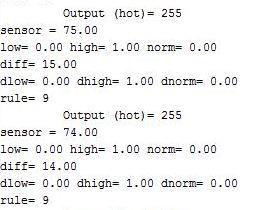 Output (hot)= 255
sensor = 75.00
low= 0.00 high= 1.00 norm= 0.00
diff= 15.00
dlow= 0.00 dhigh= 1.00 dnorm= 0.00
rule= 9
Output (hot)= 255
sensor = 74.00
low= 0.00 high= 1.00 norm= 0.00
diff= 14.00
dlow= 0.00 dhigh= 1.00 dnorm= 0.00
rule= 9